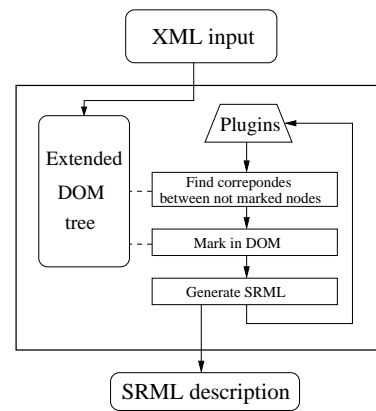 XML input
Extended
DOM
tree
Plugins
Find correpondes
between not marked nodes
Mark in DOM
Generate SRML
SRML description